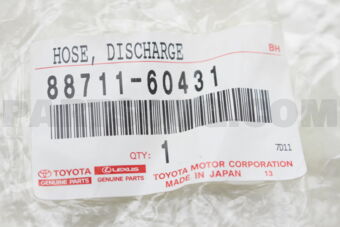 HOSE, DISCHARGE
BH
88711-60431
QTY: 1
7D11
TOYOTA GENUINE PARTS
LEXUS GENUINE PARTS
TOYOTA MOTOR CORPORATION
MADE IN JAPAN 13